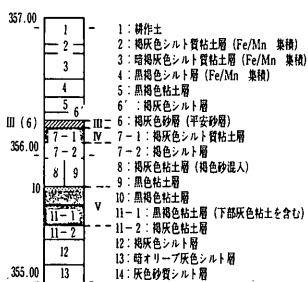 357.00
1
2
3
4
5
6'
III (6)
III
7-1
IV
356.00
7-2
8
9
10
V
11-1
11-2
12
355.00
13
1:耕作土
2:褐灰色シルト質粘土層 (Fe/Mn 集積)
3:暗褐灰色シルト質粘土層 (Fe/Mn 集積)
4:黒褐色シルト層 (Fe/Mn 集積)
5:黒褐色粘土層
6':褐灰色シルト層
6:褐灰色砂層 (平安砂層)
7-1:褐灰色シルト質粘土層
7-2:褐色シルト層
8:褐灰色粘土層 (褐色砂混入)
9:黒色粘土層
10:黒褐色粘土層
11-1:黒褐色粘土層 (下部灰色粘土を含む)
11-2:褐灰色粘土層
12:褐灰色シルト層
13:暗オリーブ灰色シルト層
14:灰色砂質シルト層